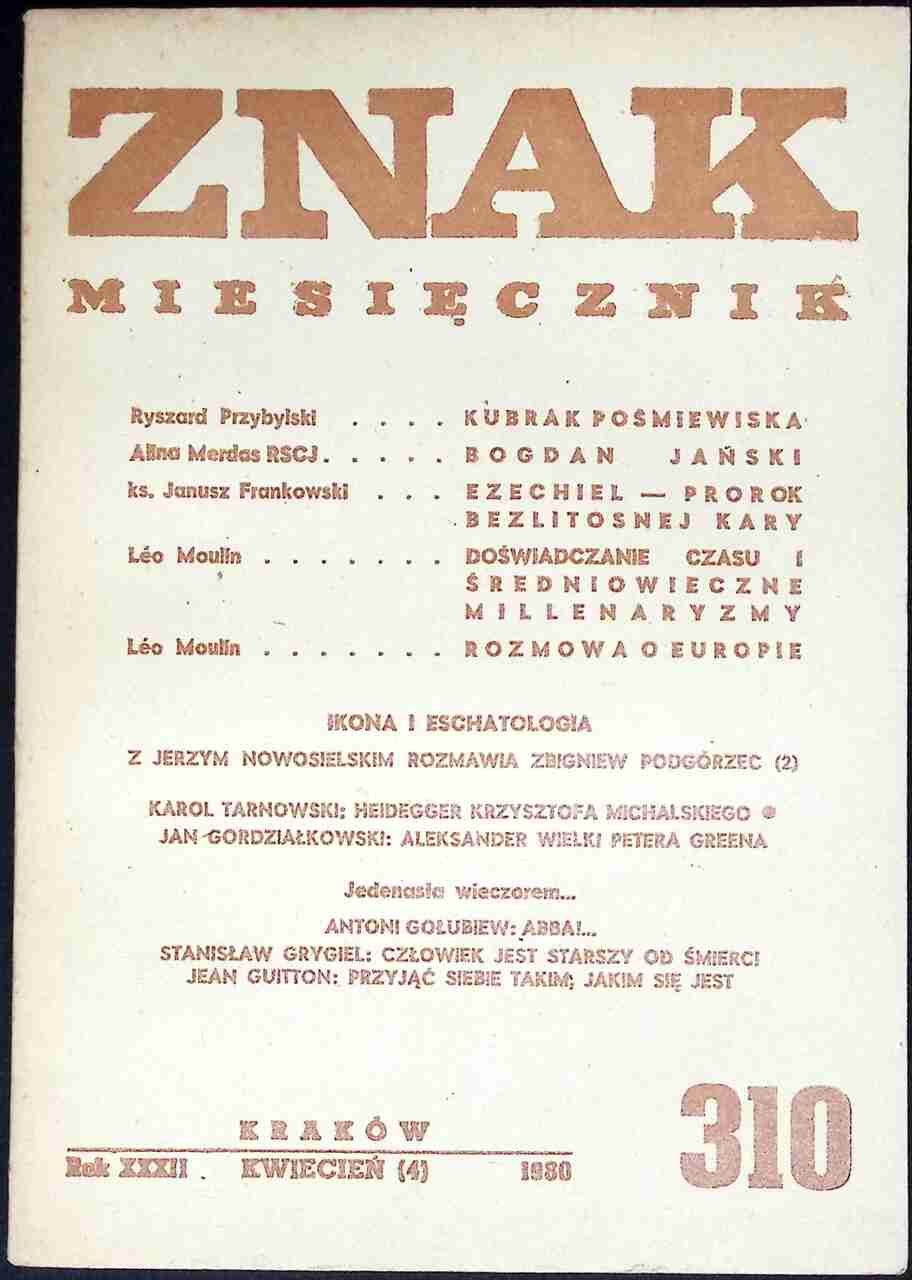 ZNAK
MIESIĘCZNIK
Ryszard Przybylski . . . . KUBRAK POŚMIEWISKA
Alina Merdas RSCJ . . . . . BOGDAN JAŃSKI
ks. Janusz Frankowski . . . EZECHIEL — PROROK
BEZLITOSNEJ KARY
Léo Moulin . . . . . . . DOŚWIADCZANIE CZASU I
ŚREDNIOWIECZNE
MILLENARYZMY
Léo Moulin . . . . . . . ROZMOWA O EUROPIE
IKONA I ESCHATOLOGIA
Z JERZYM NOWOSIELSKIM ROZMAWIA ZBIGNIEW PODGÓRZEC (2)
KAROL TARNOWSKI: HEIDEGGER KRZYSZTOFA MICHALSKIEGO ●
JAN GORDZIAŁKOWSKI: ALEKSANDER WIELKI PETERA GREENA
Jedenasta wieczorem...
ANTONI GOŁUBIEW: ABBA!...
STANISŁAW GRYGIEL: CZŁOWIEK JEST STARSZY OD ŚMIERCI
JEAN GUITTON: PRZYJĄĆ SIEBIE TAKIM, JAKIM SIĘ JEST
KRAKÓW
Rok XXXII . KWIECIEŃ (4) 1980
310